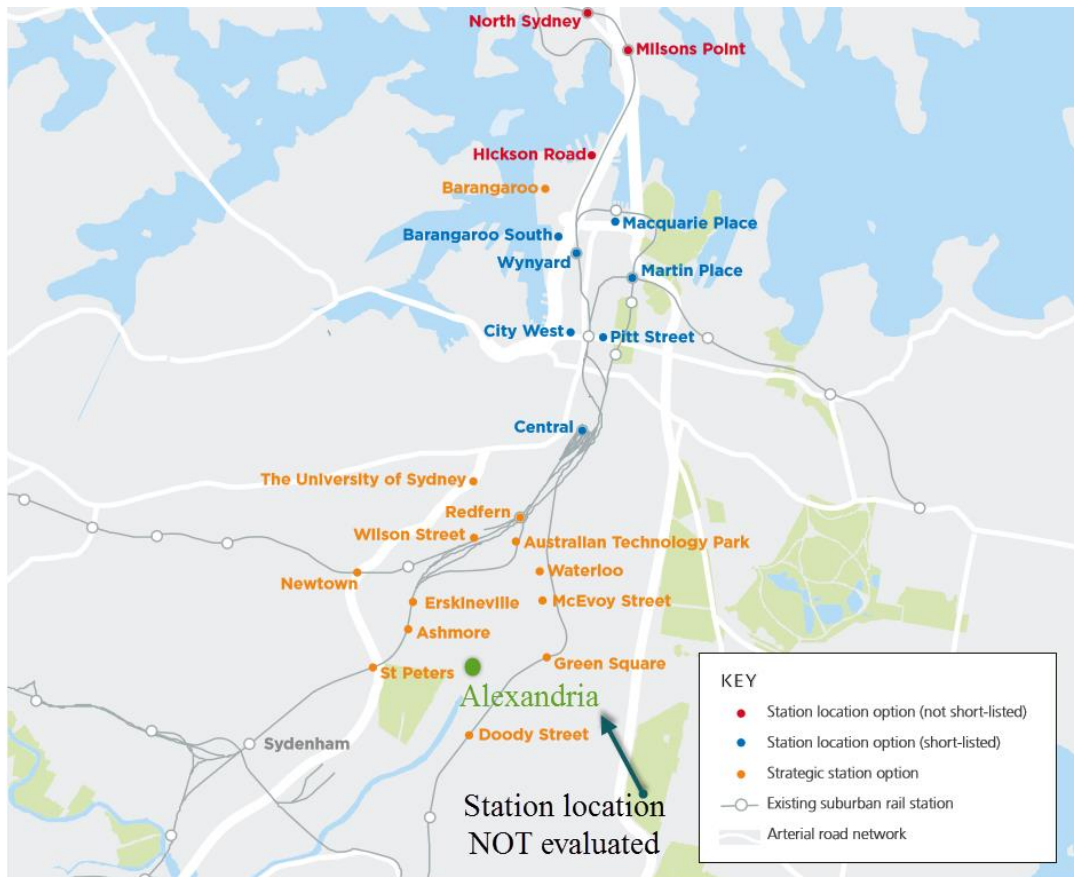 North Sydney
Milsons Point
Hickson Road
Barangaroo
Macquarie Place
Barangaroo South
Wynyard
Martin Place
City West
Pitt Street
Central
The University of Sydney
Redfern
Wilson Street
Australian Technology Park
Waterloo
Newtown
Erskineville
McEvoy Street
Ashmore
Green Square
St Peters
Alexandria
Doody Street
Sydenham
Station location
NOT evaluated
KEY
Station location option (not short-listed)
Station location option (short-listed)
Strategic station option
Existing suburban rail station
Arterial road network